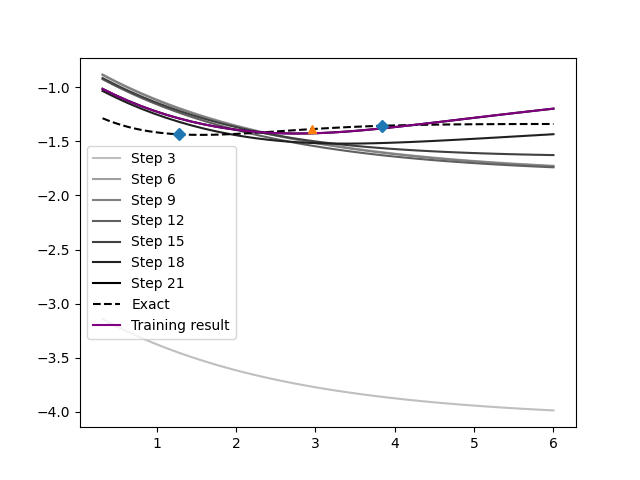 −1.0
−1.5
−2.0
−2.5
−3.0
−3.5
−4.0
Step 3
Step 6
Step 9
Step 12
Step 15
Step 18
Step 21
Exact
Training result
1
2
3
4
5
6